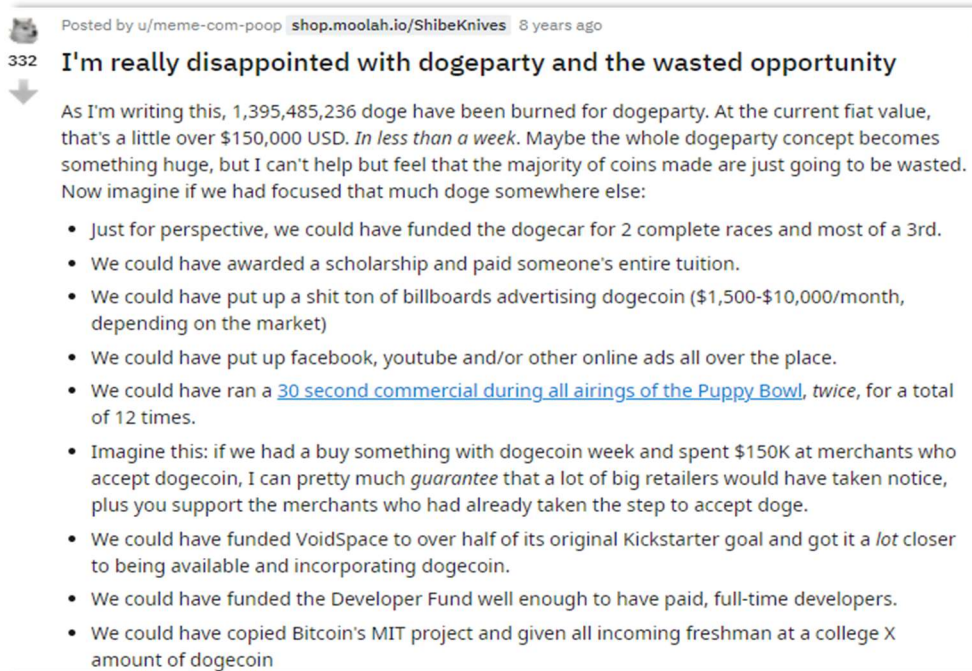 Posted by u/meme-com-poop shop.moolah.io/ShibeKnives 8 years ago
332
I'm really disappointed with dogeparty and the wasted opportunity
As I'm writing this, 1,395,485,236 doge have been burned for dogeparty. At the current fiat value,
that's a little over $150,000 USD. In less than a week. Maybe the whole dogeparty concept becomes
something huge, but I can't help but feel that the majority of coins made are just going to be wasted.
Now imagine if we had focused that much doge somewhere else:
• Just for perspective, we could have funded the dogecar for 2 complete races and most of a 3rd.
• We could have awarded a scholarship and paid someone's entire tuition.
• We could have put up a shit ton of billboards advertising dogecoin ($1,500-$10,000/month,
depending on the market)
• We could have put up facebook, youtube and/or other online ads all over the place.
• We could have ran a 30 second commercial during all airings of the Puppy Bowl, twice, for a total
of 12 times.
• Imagine this: if we had a buy something with dogecoin week and spent $150K at merchants who
accept dogecoin, I can pretty much guarantee that a lot of big retailers would have taken notice,
plus you support the merchants who had already taken the step to accept doge.
• We could have funded VoidSpace to over half of its original Kickstarter goal and got it a lot closer
to being available and incorporating dogecoin.
• We could have funded the Developer Fund well enough to have paid, full-time developers.
• We could have copied Bitcoin's MIT project and given all incoming freshman at a college X
amount of dogecoin